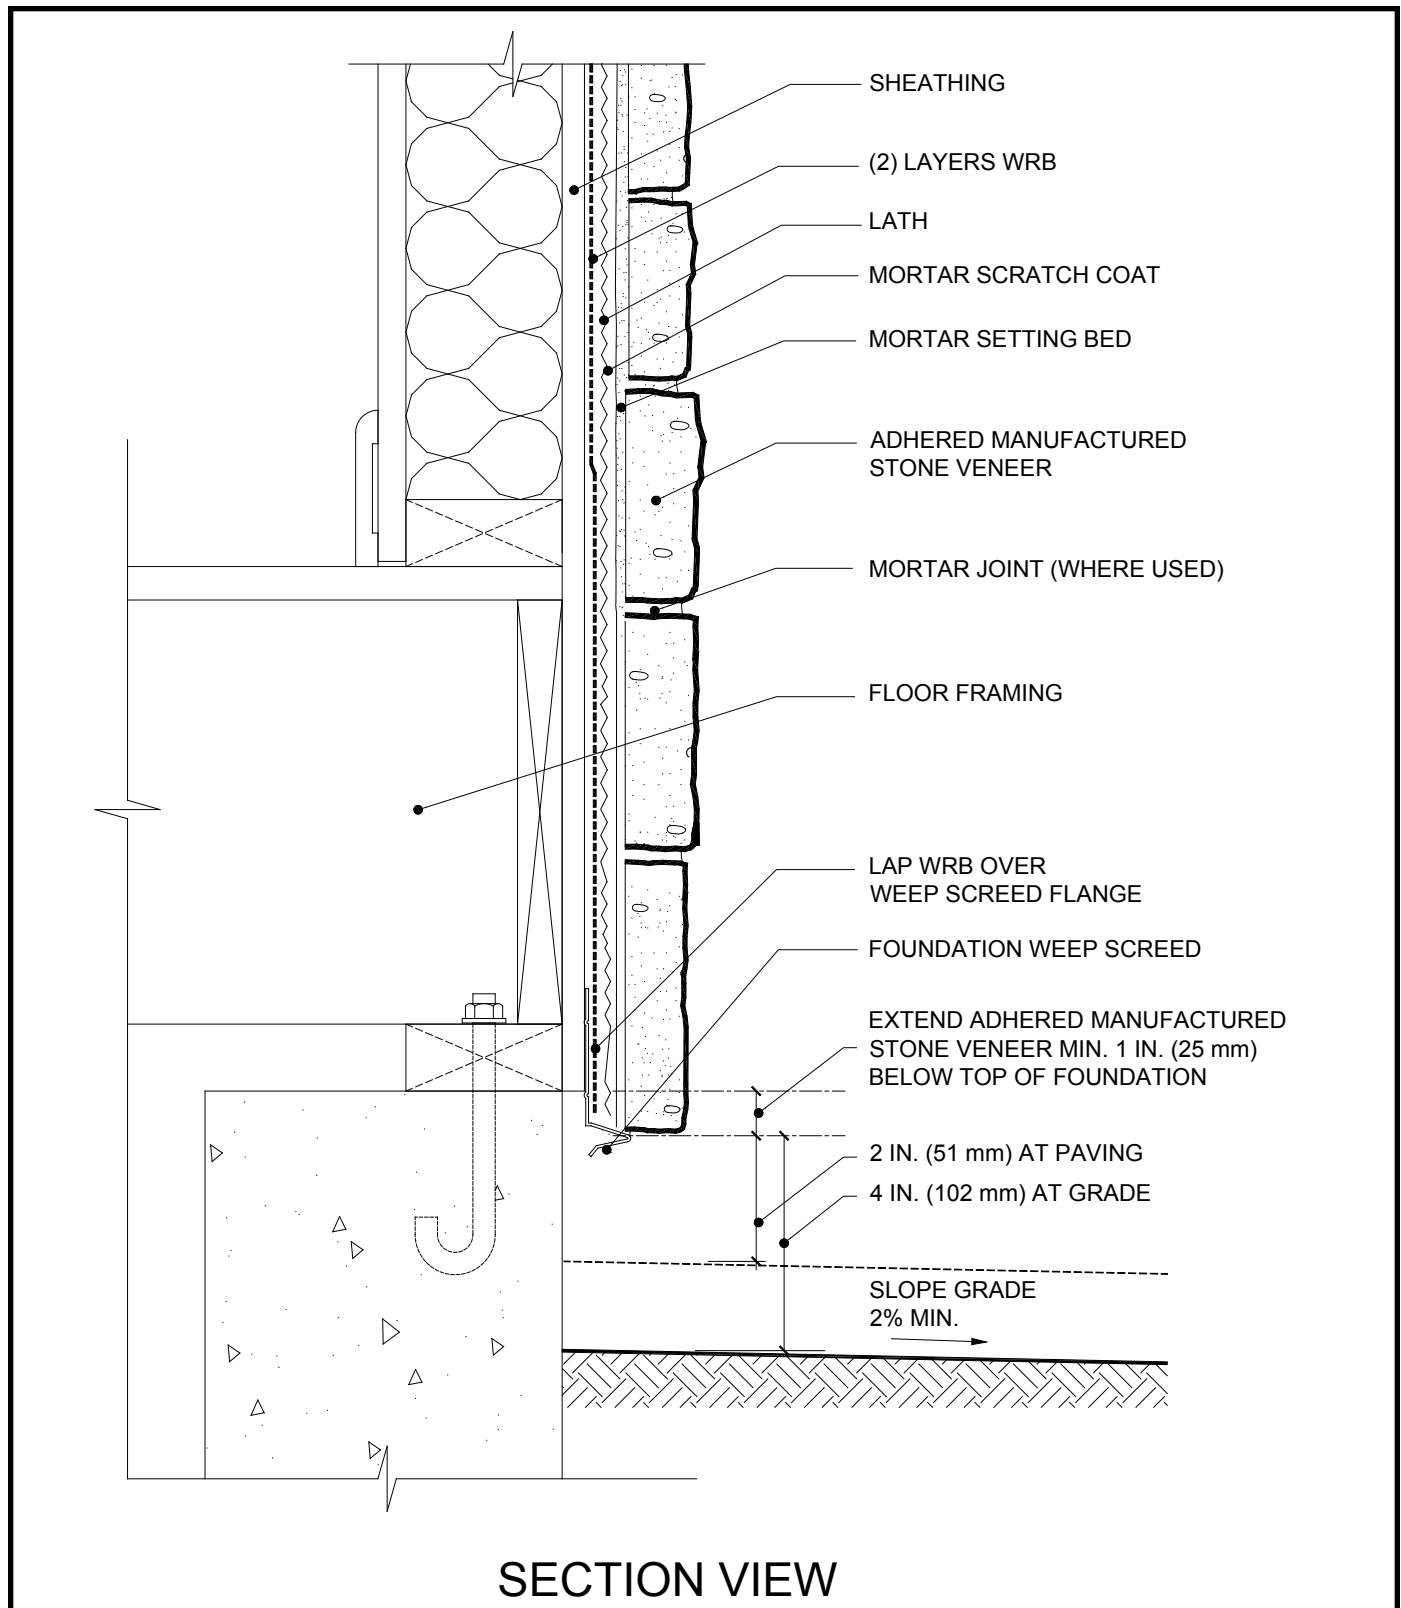 SHEATHING
(2) LAYERS WRB
LATH
MORTAR SCRATCH COAT
MORTAR SETTING BED
ADHERED MANUFACTURED
STONE VENEER
MORTAR JOINT (WHERE USED)
FLOOR FRAMING
LAP WRB OVER
WEEP SCREED FLANGE
FOUNDATION WEEP SCREED
EXTEND ADHERED MANUFACTURED
STONE VENEER MIN. 1 IN. (25 mm)
BELOW TOP OF FOUNDATION
2 IN. (51 mm) AT PAVING
4 IN. (102 mm) AT GRADE
SLOPE GRADE
2% MIN.
SECTION VIEW